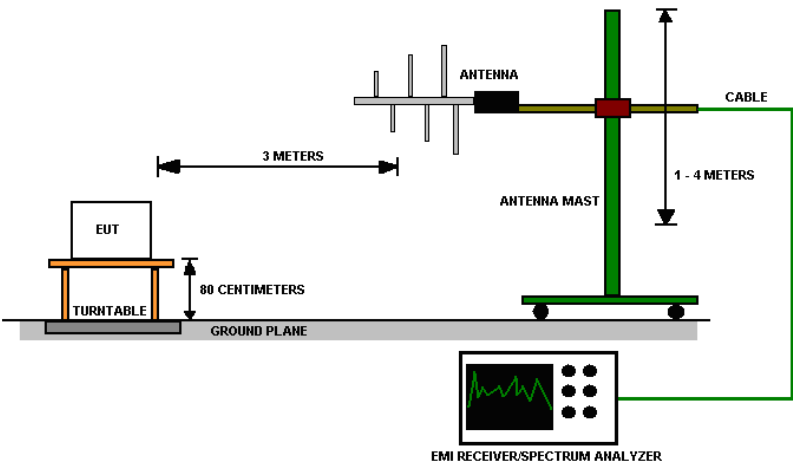 ANTENNA
CABLE
3 METERS
1 - 4 METERS
ANTENNA MAST
EUT
80 CENTIMETERS
TURNTABLE
GROUND PLANE
EMI RECEIVER/SPECTRUM ANALYZER